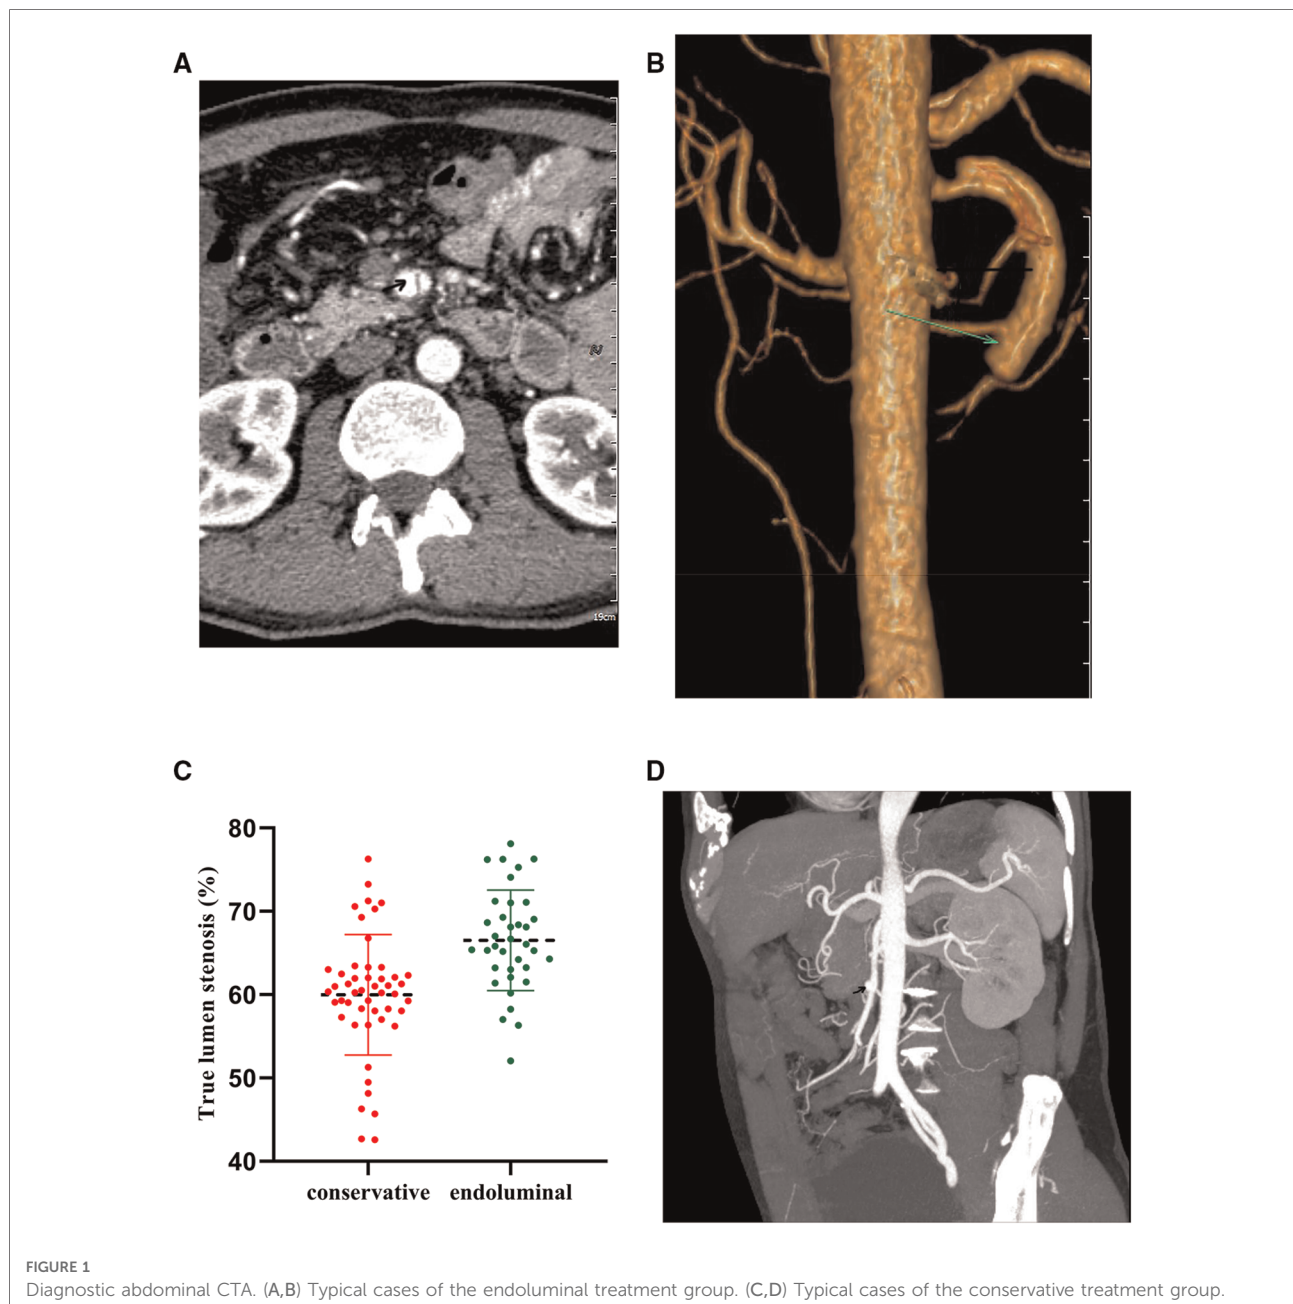 A
B
19cm
C
D
True lumen stenosis (%)
80
70
60
50
40
conservative
endoluminal
FIGURE 1
Diagnostic abdominal CTA. (A,B) Typical cases of the endoluminal treatment group. (C,D) Typical cases of the conservative treatment group.